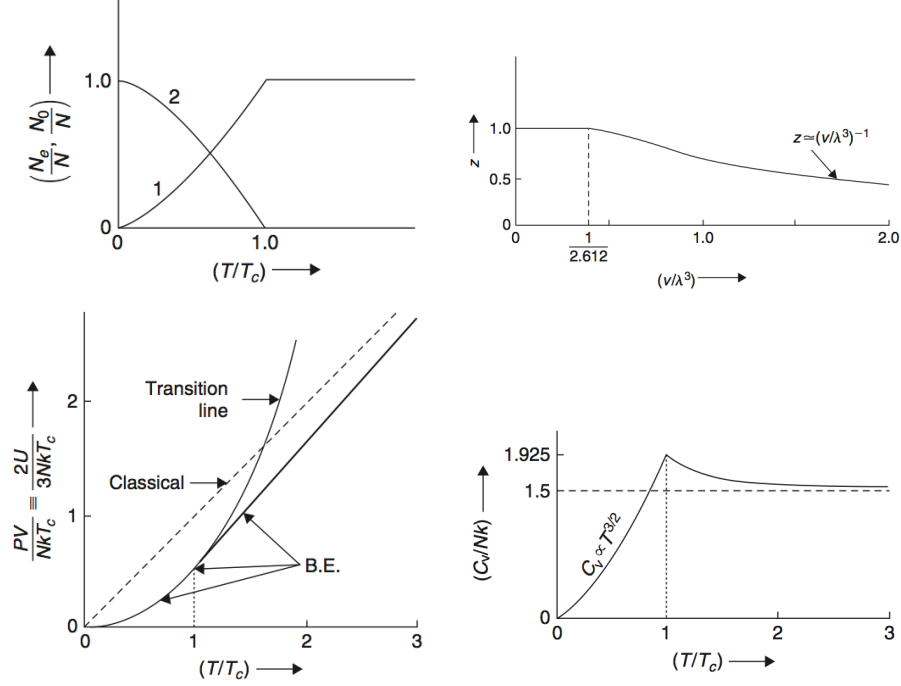 (Ne/N, N0/N)
1.0
0
2
1
0
1.0
(T/Tc)
z
1.0
0.5
0
z≃(v/λ³)⁻¹
0
1/2.612
1.0
2.0
(v/λ³)
PV/NkTc ≡ 2U/3NkTc
2
1
0
Transition
line
Classical
B.E.
0
1
2
3
(T/Tc)
(Cv/Nk)
1.925
1.5
0
Cv ∝ T^3/2
0
1
2
3
(T/Tc)